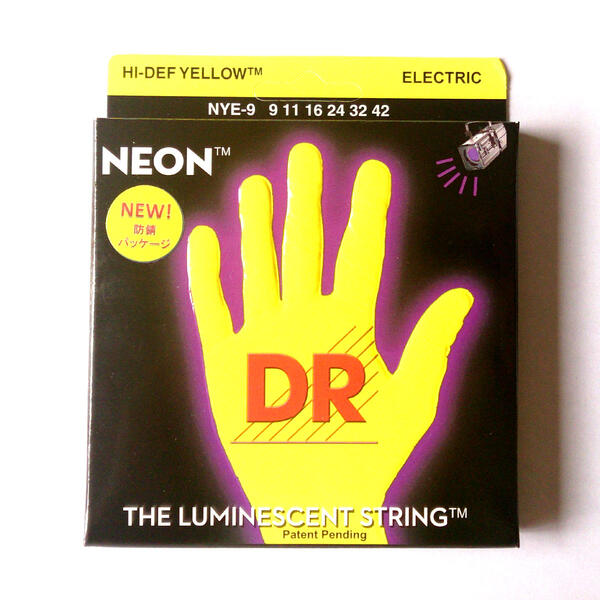 HI-DEF YELLOW™ ELECTRIC
NYE-9 9 11 16 24 32 42
NEON™
NEW!
防錆
パッケージ
DR
THE LUMINESCENT STRING™
Patent Pending